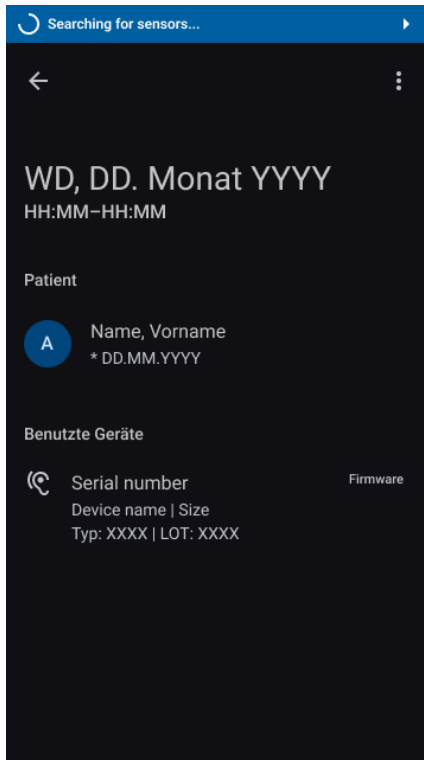 Searching for sensors...
WD, DD. Monat YYYY
HH:MM–HH:MM
Patient
A
Name, Vorname
* DD.MM.YYYY
Benutzte Geräte
Serial number
Firmware
Device name | Size
Typ: XXXX | LOT: XXXX